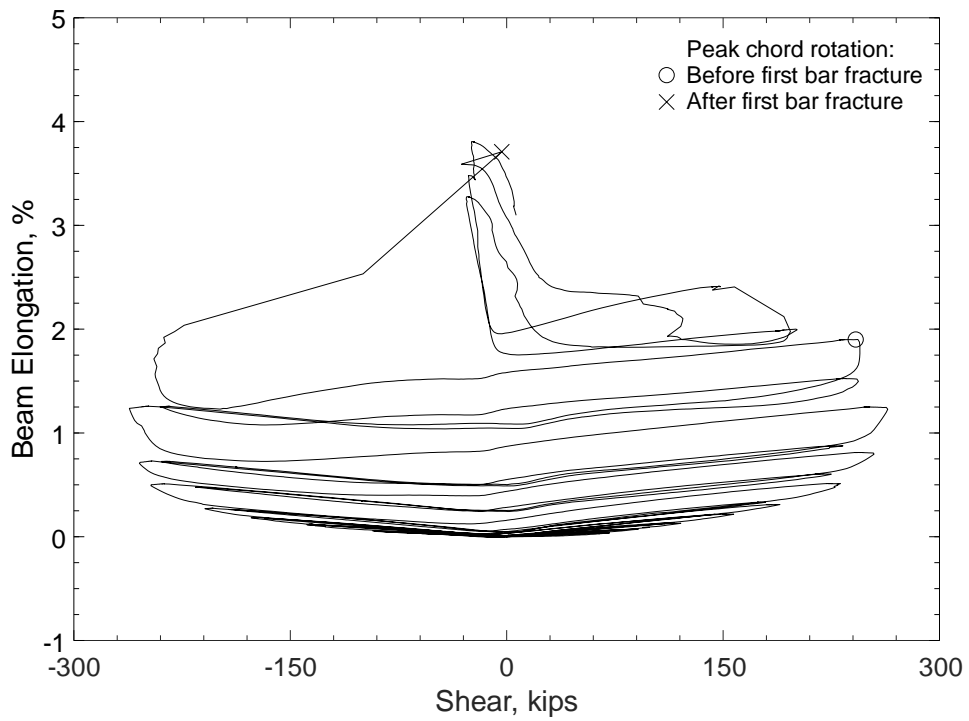 5
4
3
2
1
0
-1
-300
-150
0
150
300
Beam Elongation, %
Shear, kips
Peak chord rotation:
Before first bar fracture
After first bar fracture